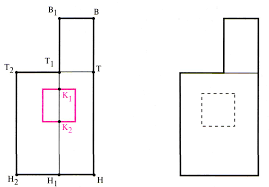 B₁ B
T₂ T₁ T
K₁
K₂
H₂ H₁ H